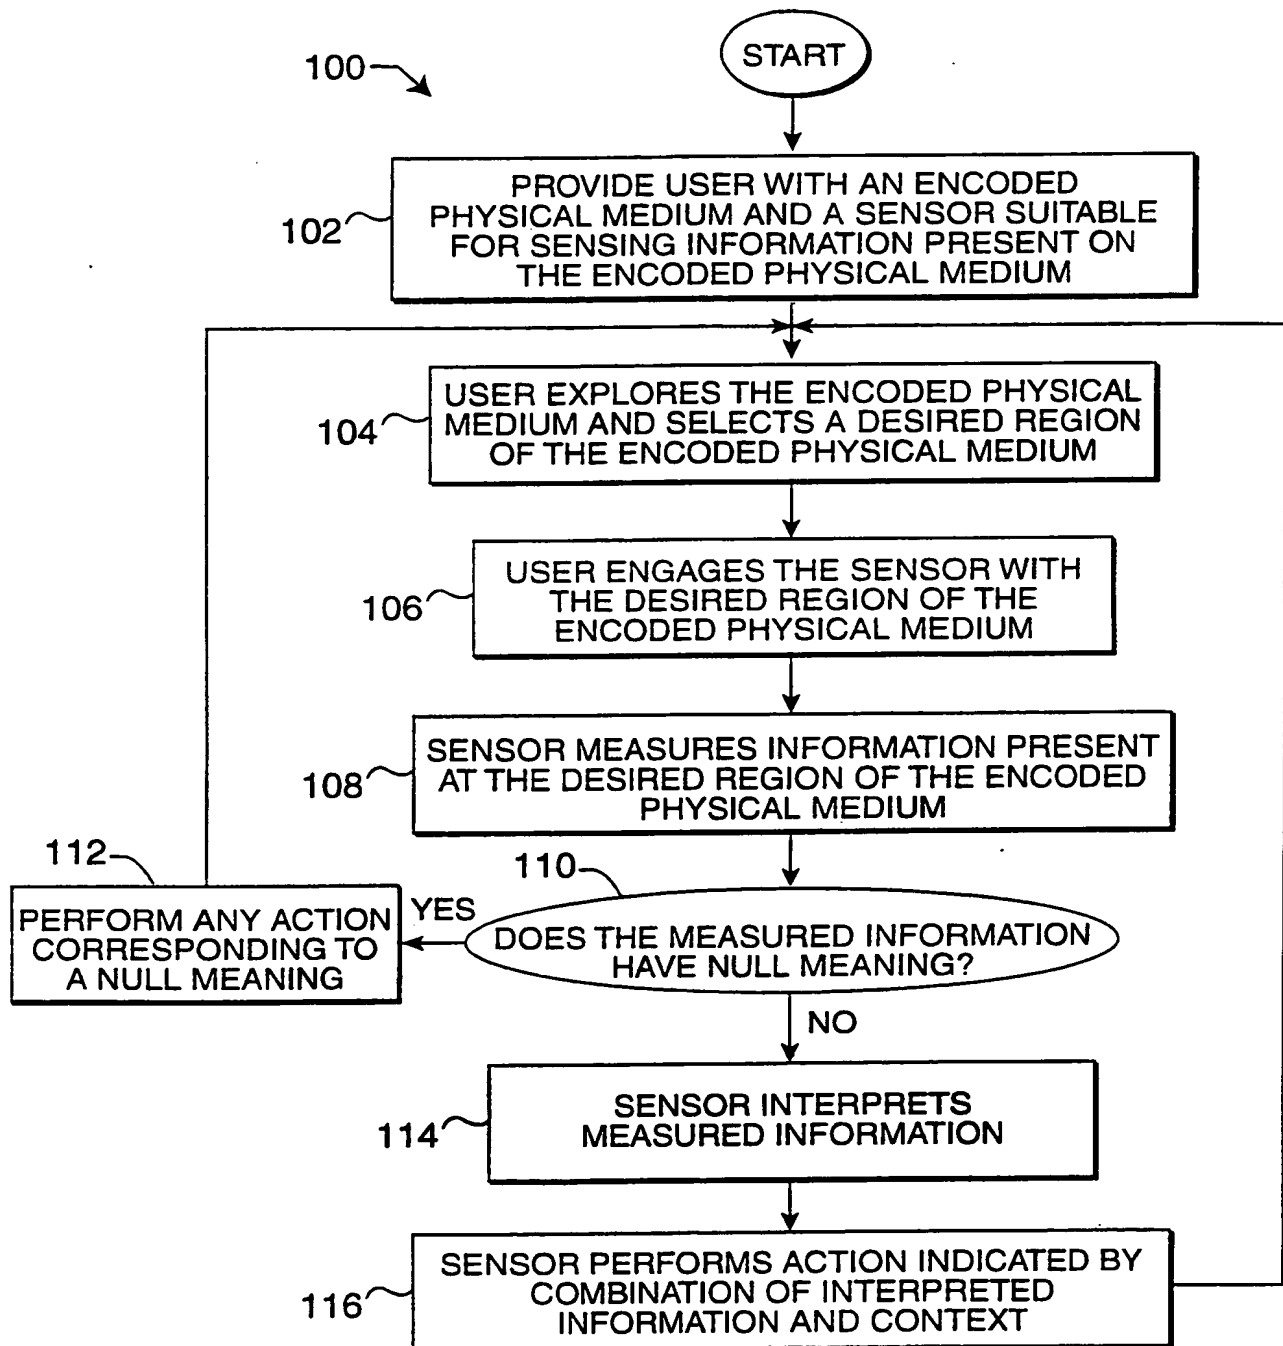 START
100
PROVIDE USER WITH AN ENCODED
PHYSICAL MEDIUM AND A SENSOR SUITABLE
FOR SENSING INFORMATION PRESENT ON
THE ENCODED PHYSICAL MEDIUM
102
USER EXPLORES THE ENCODED PHYSICAL
MEDIUM AND SELECTS A DESIRED REGION
OF THE ENCODED PHYSICAL MEDIUM
104
USER ENGAGES THE SENSOR WITH
THE DESIRED REGION OF THE
ENCODED PHYSICAL MEDIUM
106
SENSOR MEASURES INFORMATION PRESENT
AT THE DESIRED REGION OF THE ENCODED
PHYSICAL MEDIUM
108
112
110
PERFORM ANY ACTION
CORRESPONDING TO
A NULL MEANING
YES
DOES THE MEASURED INFORMATION
HAVE NULL MEANING?
NO
SENSOR INTERPRETS
MEASURED INFORMATION
114
SENSOR PERFORMS ACTION INDICATED BY
COMBINATION OF INTERPRETED
INFORMATION AND CONTEXT
116